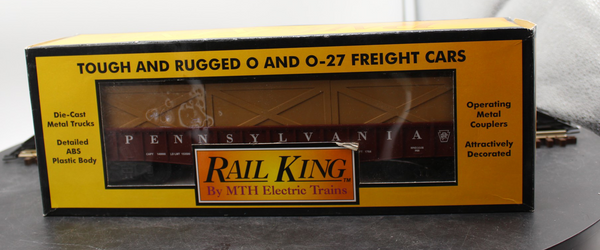 TOUGH AND RUGGED O AND O-27 FREIGHT CARS
Die-Cast
Metal Trucks
Detailed
ABS
Plastic Body
Operating
Metal
Couplers
Attractively
Decorated
PENNSYLVANIA
RAIL KING
By MTH Electric Trains
TM